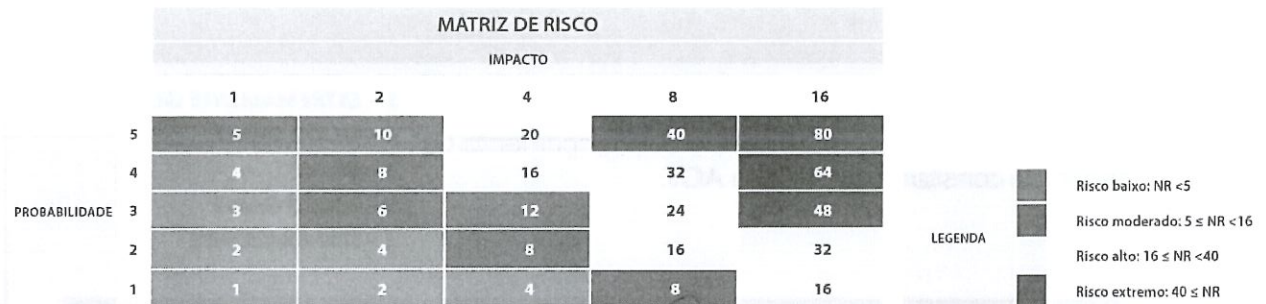 MATRIZ DE RISCO
IMPACTO
1 2 4 8 16
5 5 10 20 40 80
4 4 8 16 32 64
PROBABILIDADE 3 3 6 12 24 48
2 2 4 8 16 32
1 1 2 4 8 16
LEGENDA
Risco baixo: NR <5
Risco moderado: 5 ≤ NR <16
Risco alto: 16 ≤ NR <40
Risco extremo: 40 ≤ NR